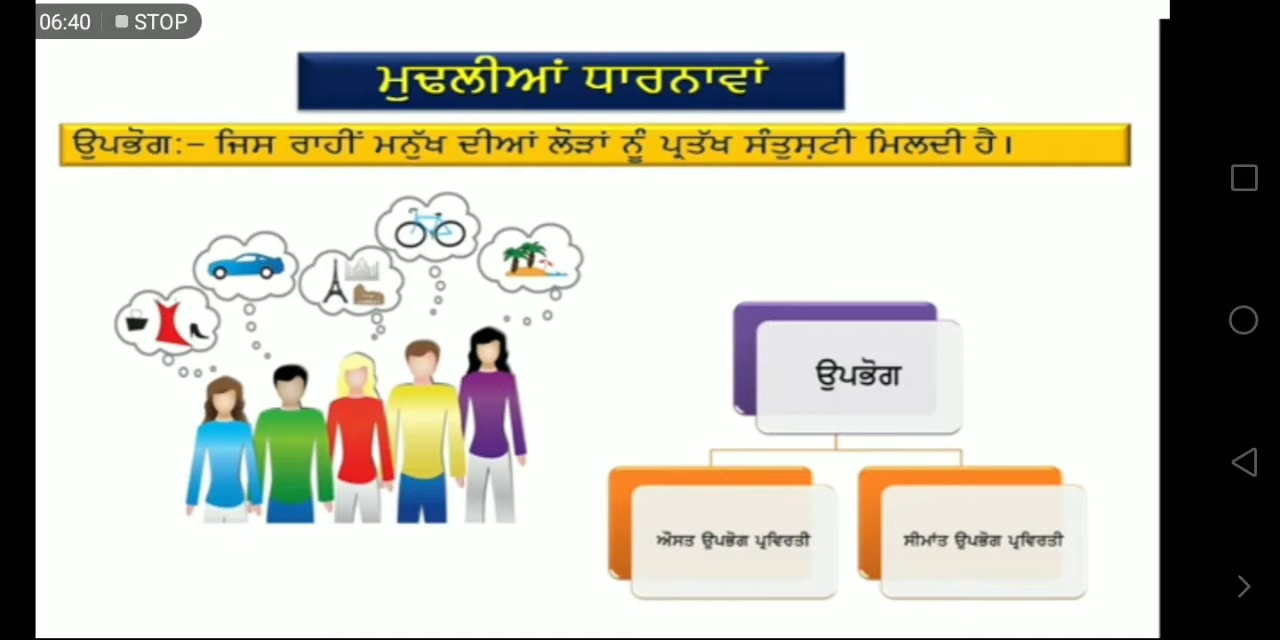 06:40 STOP
ਮੁਢਲੀਆਂ ਧਾਰਨਾਵਾਂ
ਉਪਭੋਗ:– ਜਿਸ ਰਾਹੀਂ ਮਨੁੱਖ ਦੀਆਂ ਲੋੜਾਂ ਨੂੰ ਪ੍ਰਤੱਖ ਸੰਤੁਸ਼ਟੀ ਮਿਲਦੀ ਹੈ।
ਉਪਭੋਗ
ਔਸਤ ਉਪਭੋਗ ਪ੍ਰਵਿਰਤੀ
ਸੀਮਾਂਤ ਉਪਭੋਗ ਪ੍ਰਵਿਰਤੀ